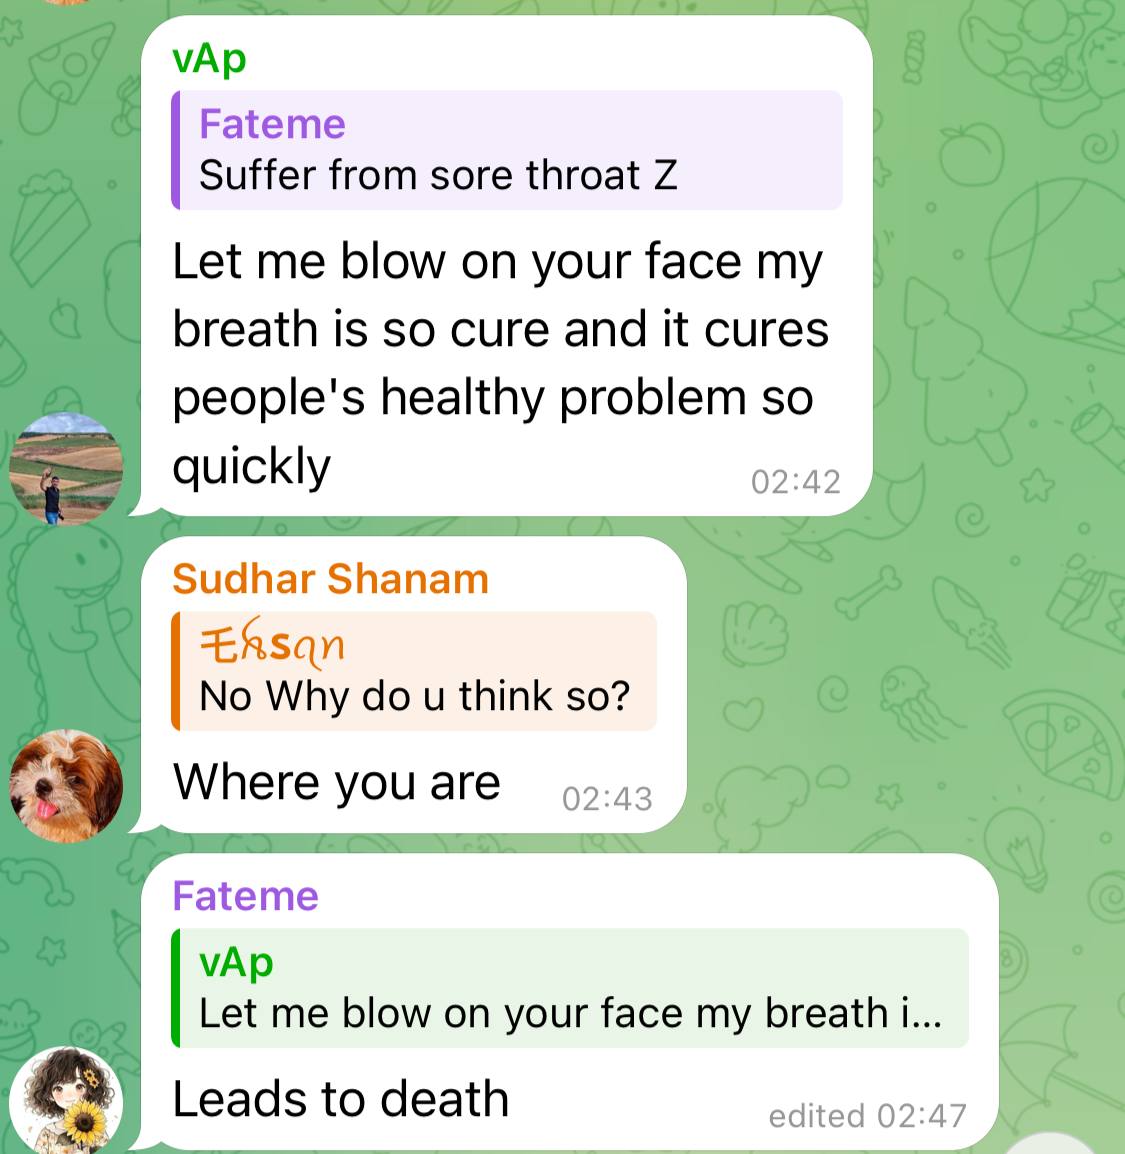 vAp
Fateme
Suffer from sore throat Z
Let me blow on your face my
breath is so cure and it cures
people's healthy problem so
quickly
02:42
Sudhar Shanam
乇ɦsqn
No Why do u think so?
Where you are
02:43
Fateme
vAp
Let me blow on your face my breath i...
Leads to death
edited 02:47